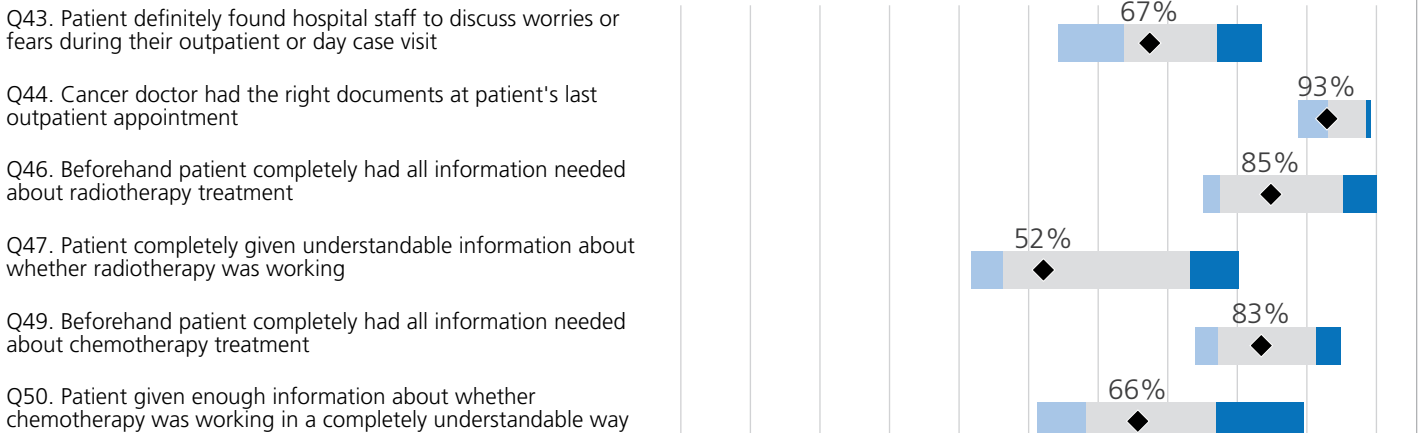 Q43. Patient definitely found hospital staff to discuss worries or
fears during their outpatient or day case visit
67%
Q44. Cancer doctor had the right documents at patient's last
outpatient appointment
93%
Q46. Beforehand patient completely had all information needed
about radiotherapy treatment
85%
Q47. Patient completely given understandable information about
whether radiotherapy was working
52%
Q49. Beforehand patient completely had all information needed
about chemotherapy treatment
83%
Q50. Patient given enough information about whether
chemotherapy was working in a completely understandable way
66%